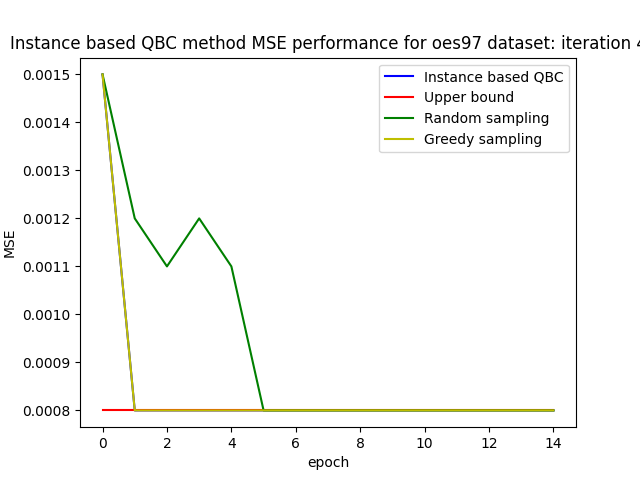 Instance based QBC method MSE performance for oes97 dataset: iteration 4
Instance based QBC
Upper bound
Random sampling
Greedy sampling
0.0015
0.0014
0.0013
0.0012
0.0011
0.0010
0.0009
0.0008
MSE
0 2 4 6 8 10 12 14
epoch